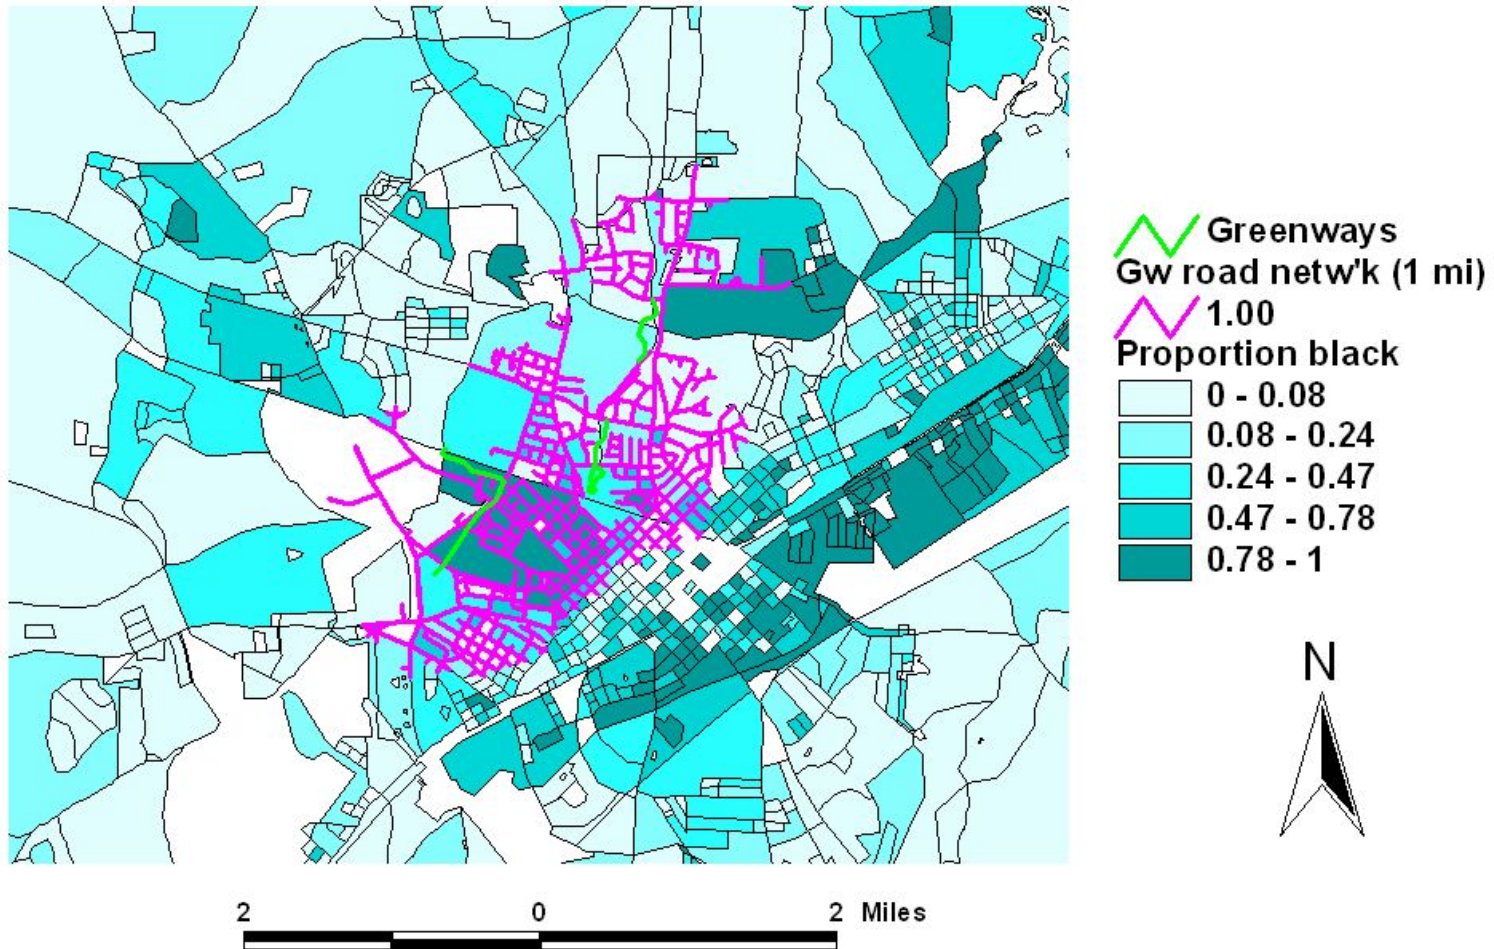 Greenways
Gw road netw'k (1 mi)
1.00
Proportion black
0 - 0.08
0.08 - 0.24
0.24 - 0.47
0.47 - 0.78
0.78 - 1
N
2 0 2 Miles